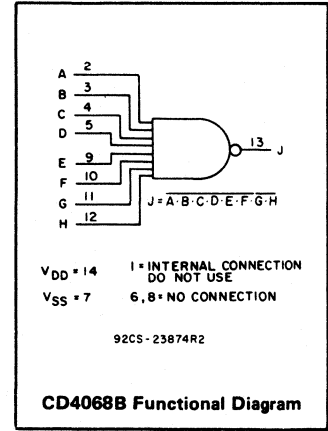 A 2
B 3
C 4
D 5
E 9
F 10
G 11
H 12
13 J
J = A·B·C·D·E·F·G·H
VDD = 14
1 = INTERNAL CONNECTION
DO NOT USE
VSS = 7
6,8 = NO CONNECTION
92CS-23874R2
CD4068B Functional Diagram